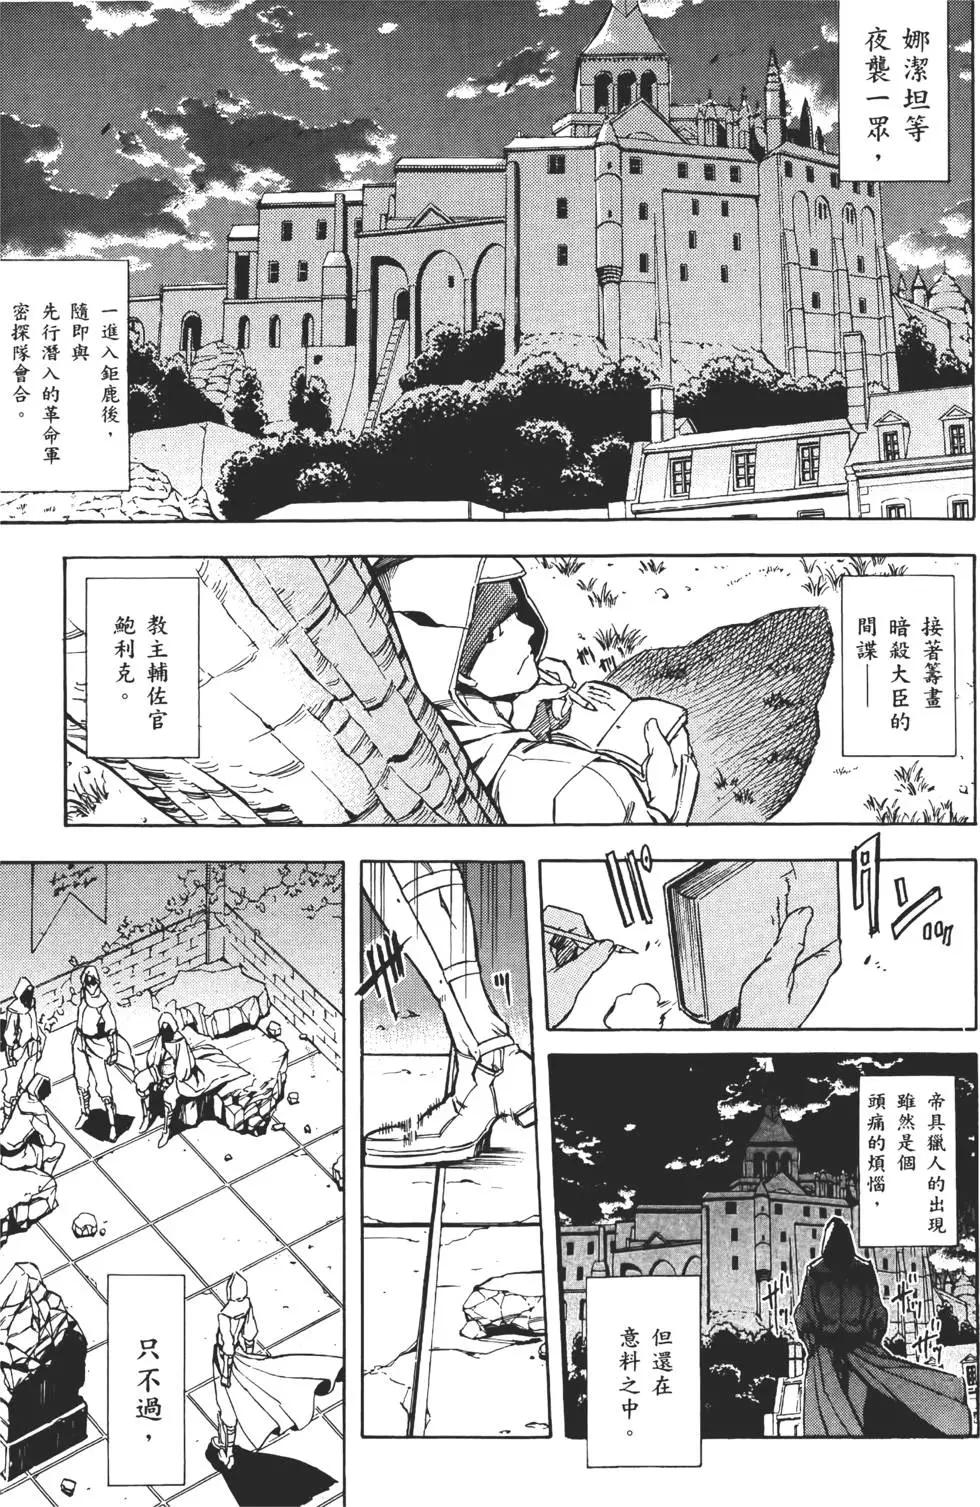 娜潔坦等
夜襲一眾，
一進入鉅鹿後，
隨即與
先行潛入的革命軍
密探隊會合。
接著籌畫
暗殺大臣的
間諜——
教主輔佐官
鮑利克。
帝具獵人的出現
雖然是個
頭痛的煩惱，
但還在
意料之中。
只不過，